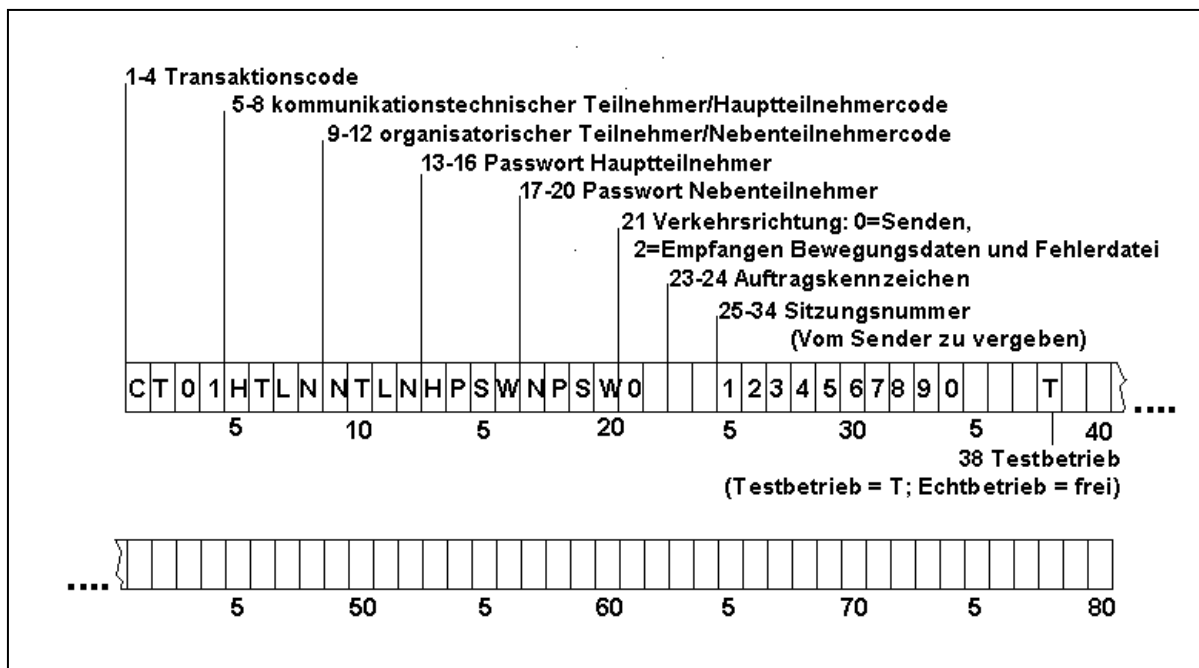 1-4 Transaktionscode
5-8 kommunikationstechnischer Teilnehmer/Hauptteilnehmercode
9-12 organisatorischer Teilnehmer/Nebenteilnehmercode
13-16 Passwort Hauptteilnehmer
17-20 Passwort Nebenteilnehmer
21 Verkehrsrichtung: 0=Senden,
2=Empfangen Bewegungsdaten und Fehlerdatei
23-24 Auftragskennzeichen
25-34 Sitzungsnummer
(Vom Sender zu vergeben)
C T 0 1 H T L N N T L N H P S W N P S W 0 1 2 3 4 5 6 7 8 9 0 T ....
5 10 5 20 5 30 5 40
38 Testbetrieb
(Testbetrieb = T; Echtbetrieb = frei)
....
5 50 5 60 5 70 5 80